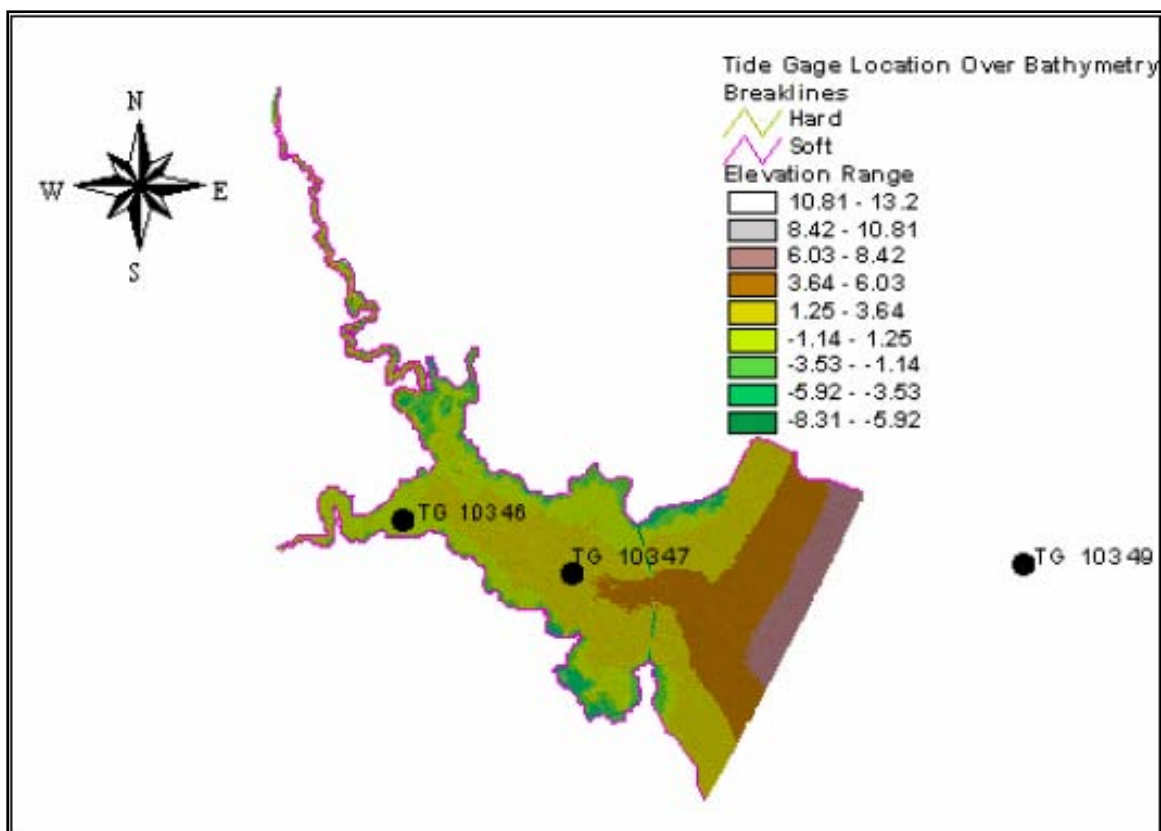 Tide Gage Location Over Bathymetry
Breaklines
Hard
Soft
Elevation Range
10.81 - 13.2
8.42 - 10.81
6.03 - 8.42
3.64 - 6.03
1.25 - 3.64
-1.14 - 1.25
-3.53 - -1.14
-5.92 - -3.53
-8.31 - -5.92
N
W E
S
TG 10346
TG 10347
TG 10349